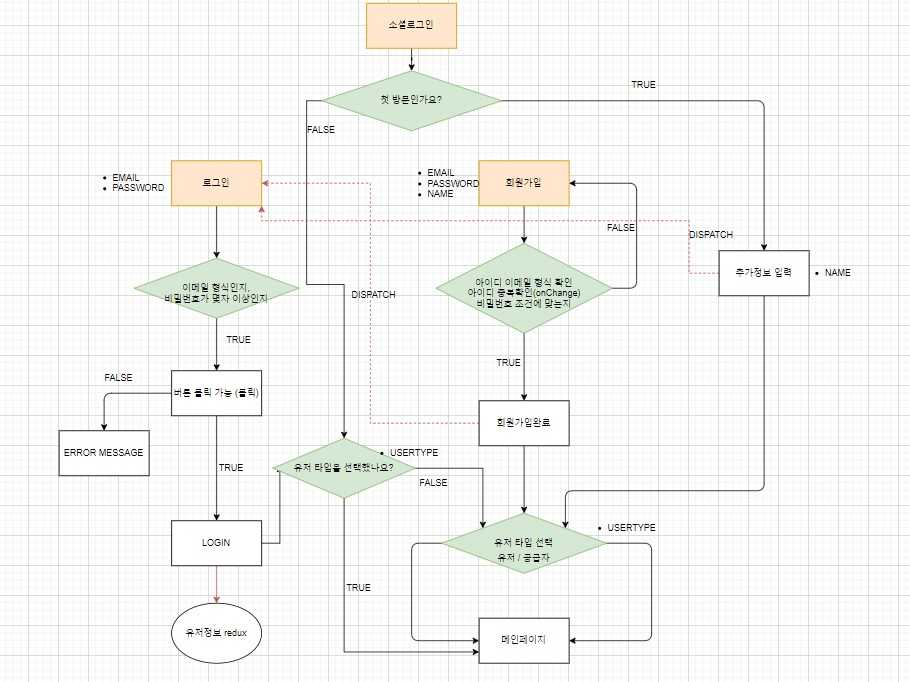 소셜로그인
첫 방문인가요?
TRUE
FALSE
EMAIL
PASSWORD
로그인
EMAIL
PASSWORD
NAME
회원가입
FALSE
DISPATCH
추가정보 입력
NAME
이메일 형식인지,
비밀번호가 몇자 이상인지
DISPATCH
아이디 이메일 형식 확인
아이디 중복확인(onChange)
비밀번호 조건에 맞는지
TRUE
TRUE
FALSE
버튼 클릭 가능 (클릭)
회원가입완료
ERROR MESSAGE
TRUE
USERTYPE
유저 타입을 선택했나요?
FALSE
LOGIN
USERTYPE
유저 타입 선택
유저 / 공급자
TRUE
유저정보 redux
메인페이지